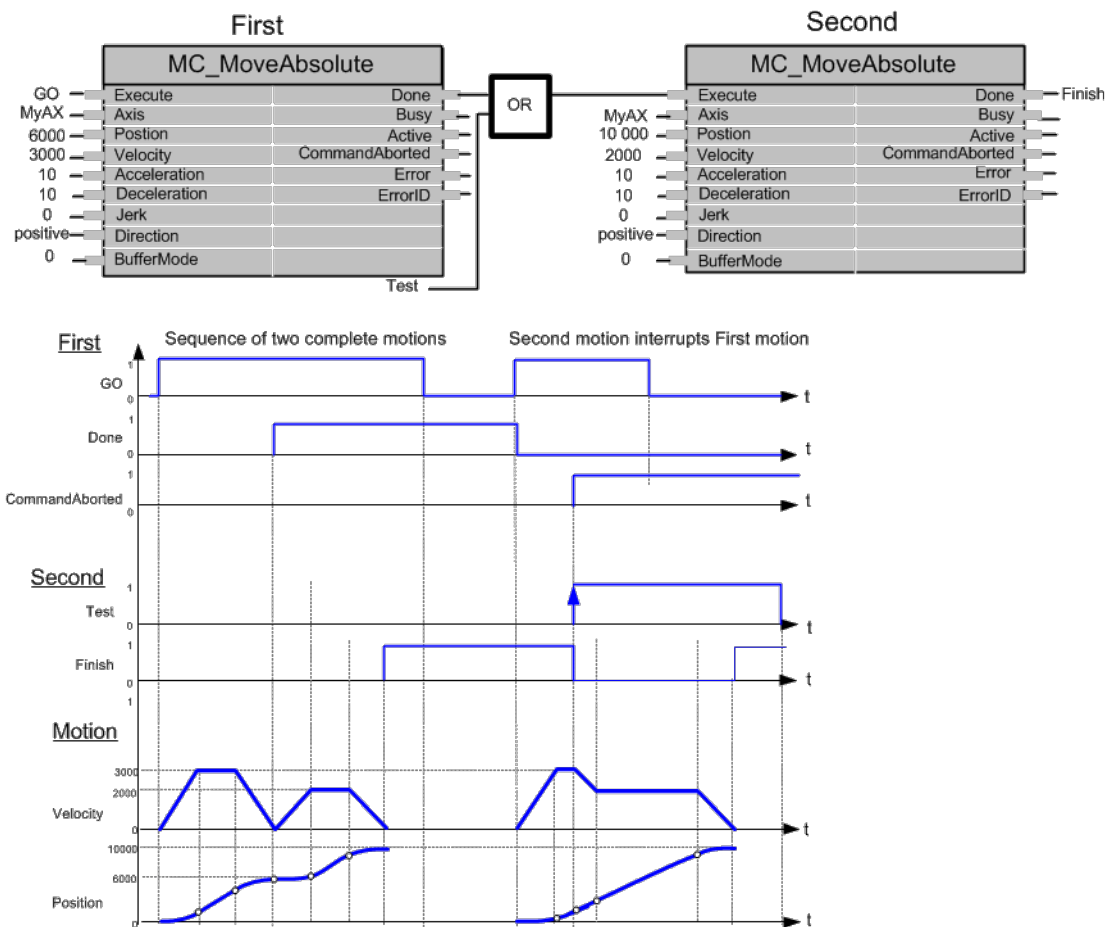 First
Second
MC_MoveAbsolute
MC_MoveAbsolute
GO Execute Done
OR
Execute Done Finish
MyAX Axis Busy
MyAX Axis Busy
6000 Postion Active
10 000 Postion Active
3000 Velocity CommandAborted
2000 Velocity CommandAborted
10 Acceleration Error
10 Acceleration Error
10 Deceleration ErrorID
10 Deceleration ErrorID
0 Jerk
0 Jerk
positive Direction
positive Direction
0 BufferMode
0 BufferMode
Test
First
Sequence of two complete motions
Second motion interrupts First motion
1
GO
0
t
1
Done
0
t
1
CommandAborted
0
t
Second
1
Test
0
t
1
Finish
0
t
1
Motion
3000
2000
Velocity
0
t
10000
6000
Position
0
t